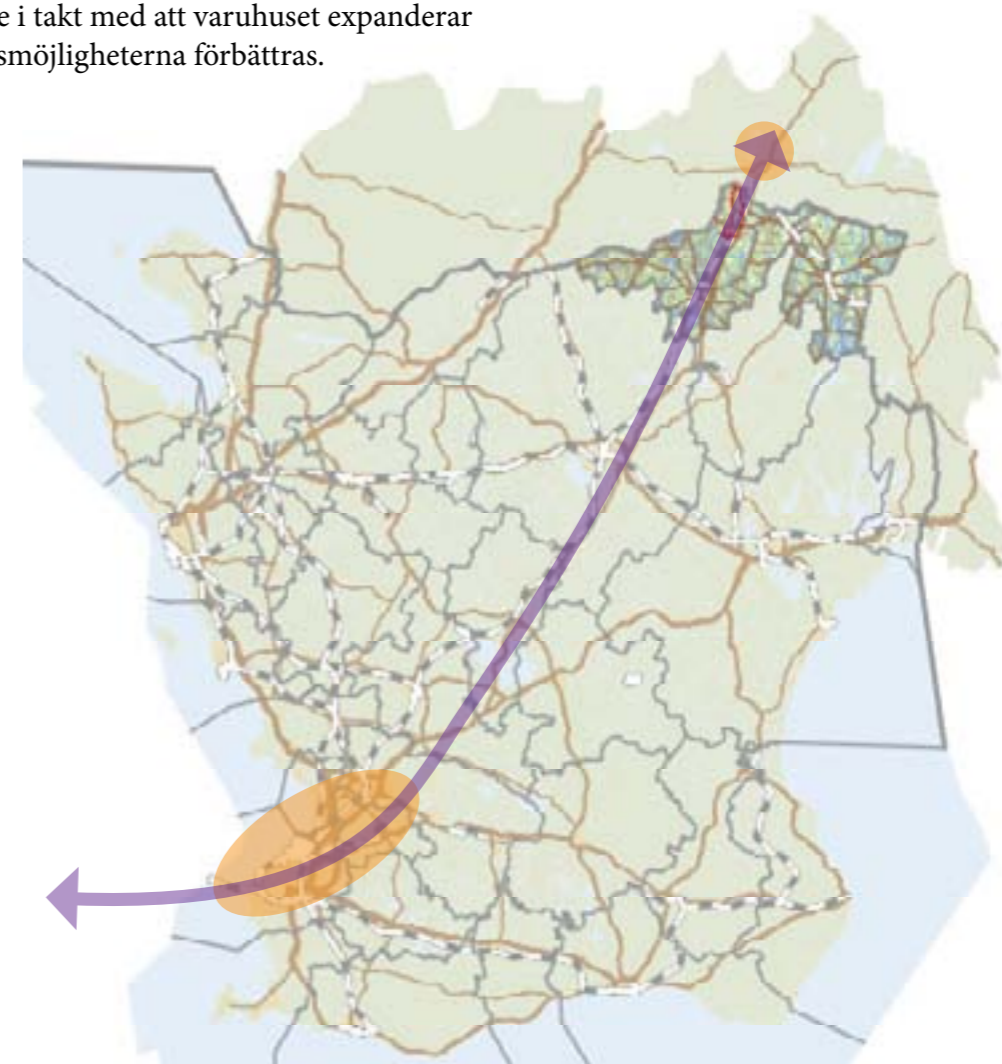 e i takt med att varuhuset expanderar
smöjligheterna förbättras.